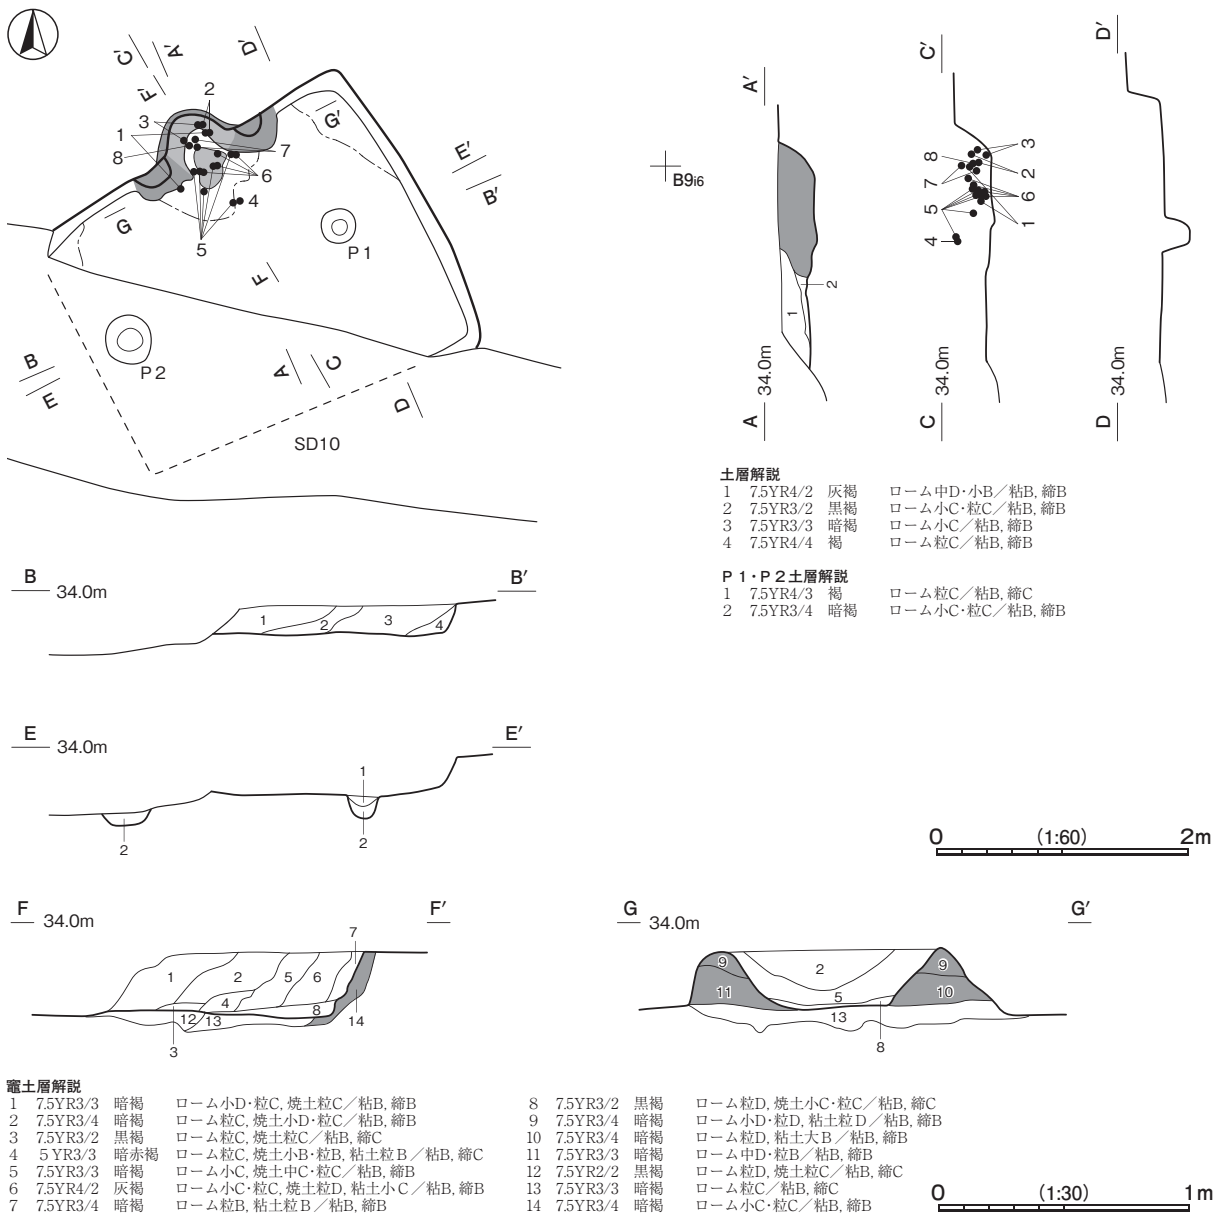 C′
A′
D′
F′
2
3
1
8
G′
7
6
4
5
G
P1
F
E′
B′
B
E
P2
A
C
D
SD10
B9i6
A′
2
1
34.0m
A
C′
3
8
2
7
6
5
1
4
34.0m
C
D′
34.0m
D
土層解説
1 7.5YR4/2 灰褐 ローム中D・小B/粘B, 締B
2 7.5YR3/2 黒褐 ローム小C・粒C/粘B, 締B
3 7.5YR3/3 暗褐 ローム小C/粘B, 締B
4 7.5YR4/4 褐 ローム粒C/粘B, 締B
P1・P2土層解説
1 7.5YR4/3 褐 ローム粒C/粘B, 締C
2 7.5YR3/4 暗褐 ローム小C・粒C/粘B, 締B
B 34.0m B′
1 2 3 4
E 34.0m E′
1
2 2
0 (1:60) 2m
F 34.0m F′
7
1 2 5 6
4 8
12 13 14
3
G 34.0m G′
9 2 9
11 5 10
13
8
竈土層解説
1 7.5YR3/3 暗褐 ローム小D・粒C, 焼土粒C/粘B, 締B
2 7.5YR3/4 暗褐 ローム粒C, 焼土小D・粒C/粘B, 締B
3 7.5YR3/2 黒褐 ローム粒C, 焼土粒C/粘B, 締C
4 5YR3/3 暗赤褐 ローム粒C, 焼土小B・粒B, 粘土粒B/粘B, 締C
5 7.5YR3/3 暗褐 ローム小C, 焼土中C・粒C/粘B, 締B
6 7.5YR4/2 灰褐 ローム小C・粒C, 焼土粒D, 粘土小C/粘B, 締B
7 7.5YR3/4 暗褐 ローム粒B, 粘土粒B/粘B, 締B
8 7.5YR3/2 黒褐 ローム粒D, 焼土小C・粒C/粘B, 締C
9 7.5YR3/4 暗褐 ローム小D・粒D, 粘土粒D/粘B, 締B
10 7.5YR3/4 暗褐 ローム粒D, 粘土大B/粘B, 締B
11 7.5YR3/3 暗褐 ローム中D・粒B/粘B, 締B
12 7.5YR2/2 黒褐 ローム粒D, 焼土粒C/粘B, 締C
13 7.5YR3/3 暗褐 ローム粒C/粘B, 締C
14 7.5YR3/4 暗褐 ローム小C・粒C/粘B, 締B
0 (1:30) 1m